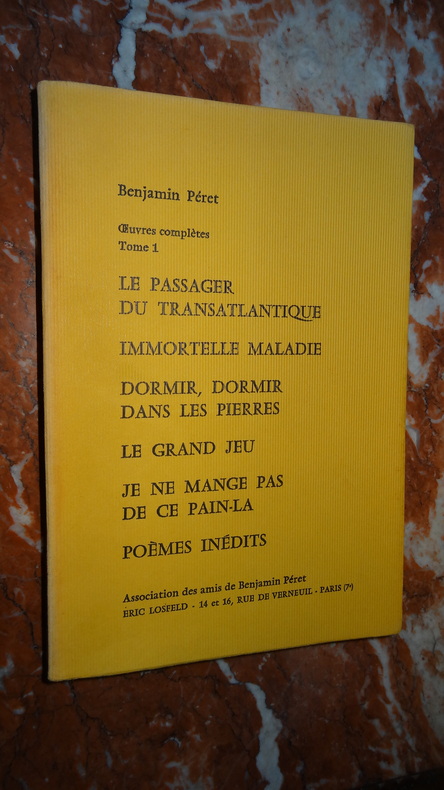 Benjamin Péret
Œuvres complètes
Tome 1
LE PASSAGER
DU TRANSATLANTIQUE
IMMORTELLE MALADIE
DORMIR, DORMIR
DANS LES PIERRES
LE GRAND JEU
JE NE MANGE PAS
DE CE PAIN-LA
POÈMES INÉDITS
Association des amis de Benjamin Péret
ERIC LOSFELD - 14 et 16, RUE DE VERNEUIL - PARIS (7e)